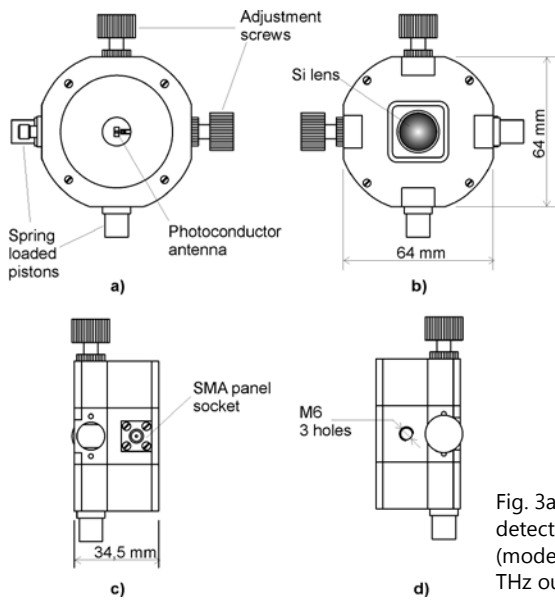 Adjustment
screws
Si lens
64 mm
Spring
loaded
pistons
Photoconductor
antenna
64 mm
a)
b)
SMA panel
socket
M6
3 holes
34,5 mm
c)
d)
Fig. 3a
detect
(mode
THz ou